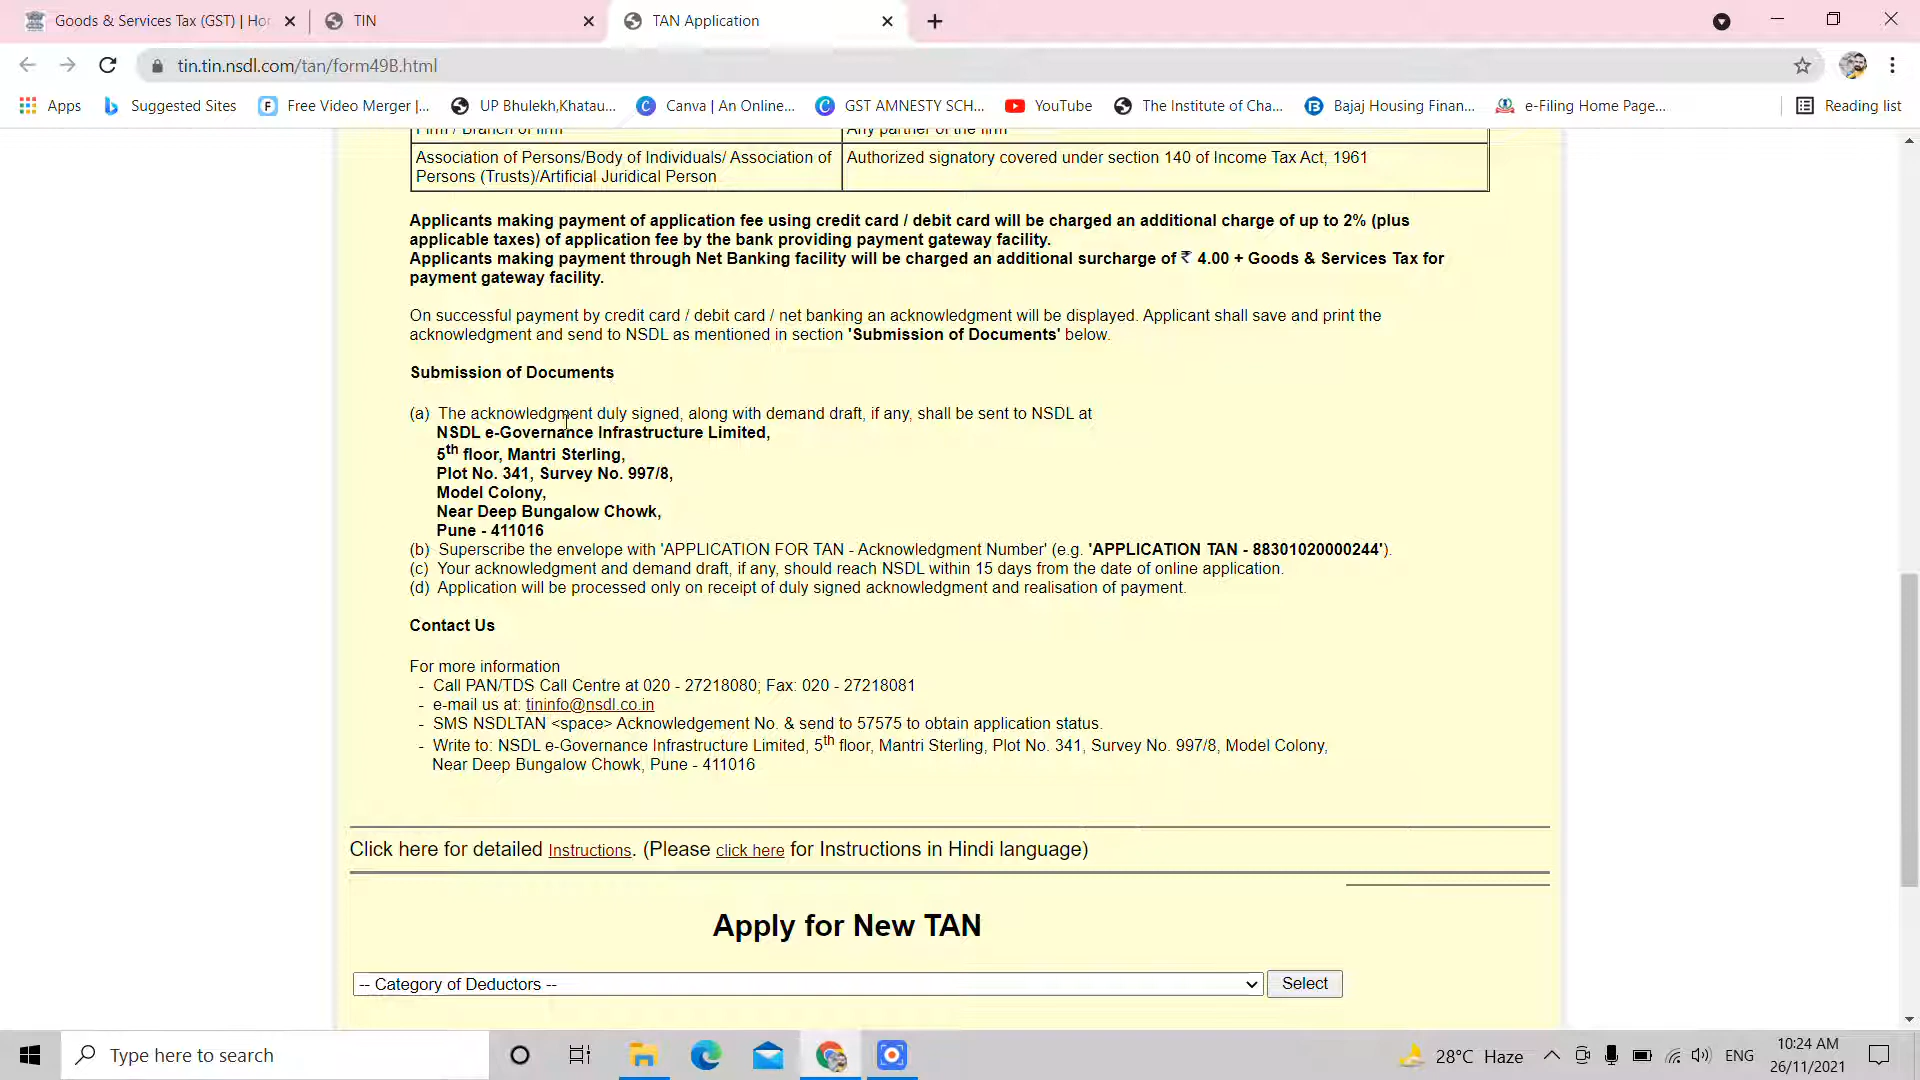 Goods & Services Tax (GST) | Ho
TIN
TAN Application
tin.tin.nsdl.com/tan/form49B.html
Apps
Suggested Sites
Free Video Merger |...
UP Bhulekh,Khatau...
Canva | An Online...
GST AMNESTY SCH...
YouTube
The Institute of Cha...
Bajaj Housing Finan...
e-Filing Home Page...
Reading list
Firm / Branch of firm
Any partner of the firm
Association of Persons/Body of Individuals/ Association of
Persons (Trusts)/Artificial Juridical Person
Authorized signatory covered under section 140 of Income Tax Act, 1961
Applicants making payment of application fee using credit card / debit card will be charged an additional charge of up to 2% (plus
applicable taxes) of application fee by the bank providing payment gateway facility.
Applicants making payment through Net Banking facility will be charged an additional surcharge of ₹ 4.00 + Goods & Services Tax for
payment gateway facility.
On successful payment by credit card / debit card / net banking an acknowledgment will be displayed. Applicant shall save and print the
acknowledgment and send to NSDL as mentioned in section 'Submission of Documents' below.
Submission of Documents
(a) The acknowledgment duly signed, along with demand draft, if any, shall be sent to NSDL at
NSDL e-Governance Infrastructure Limited,
5th floor, Mantri Sterling,
Plot No. 341, Survey No. 997/8,
Model Colony,
Near Deep Bungalow Chowk,
Pune - 411016
(b) Superscribe the envelope with 'APPLICATION FOR TAN - Acknowledgment Number' (e.g. 'APPLICATION TAN - 88301020000244').
(c) Your acknowledgment and demand draft, if any, should reach NSDL within 15 days from the date of online application.
(d) Application will be processed only on receipt of duly signed acknowledgment and realisation of payment.
Contact Us
For more information
- Call PAN/TDS Call Centre at 020 - 27218080; Fax: 020 - 27218081
- e-mail us at: tininfo@nsdl.co.in
- SMS NSDLTAN <space> Acknowledgement No. & send to 57575 to obtain application status.
- Write to: NSDL e-Governance Infrastructure Limited, 5th floor, Mantri Sterling, Plot No. 341, Survey No. 997/8, Model Colony,
Near Deep Bungalow Chowk, Pune - 411016
Click here for detailed Instructions. (Please click here for Instructions in Hindi language)
Apply for New TAN
-- Category of Deductors --
Select
Type here to search
28°C Haze
ENG
10:24 AM
26/11/2021